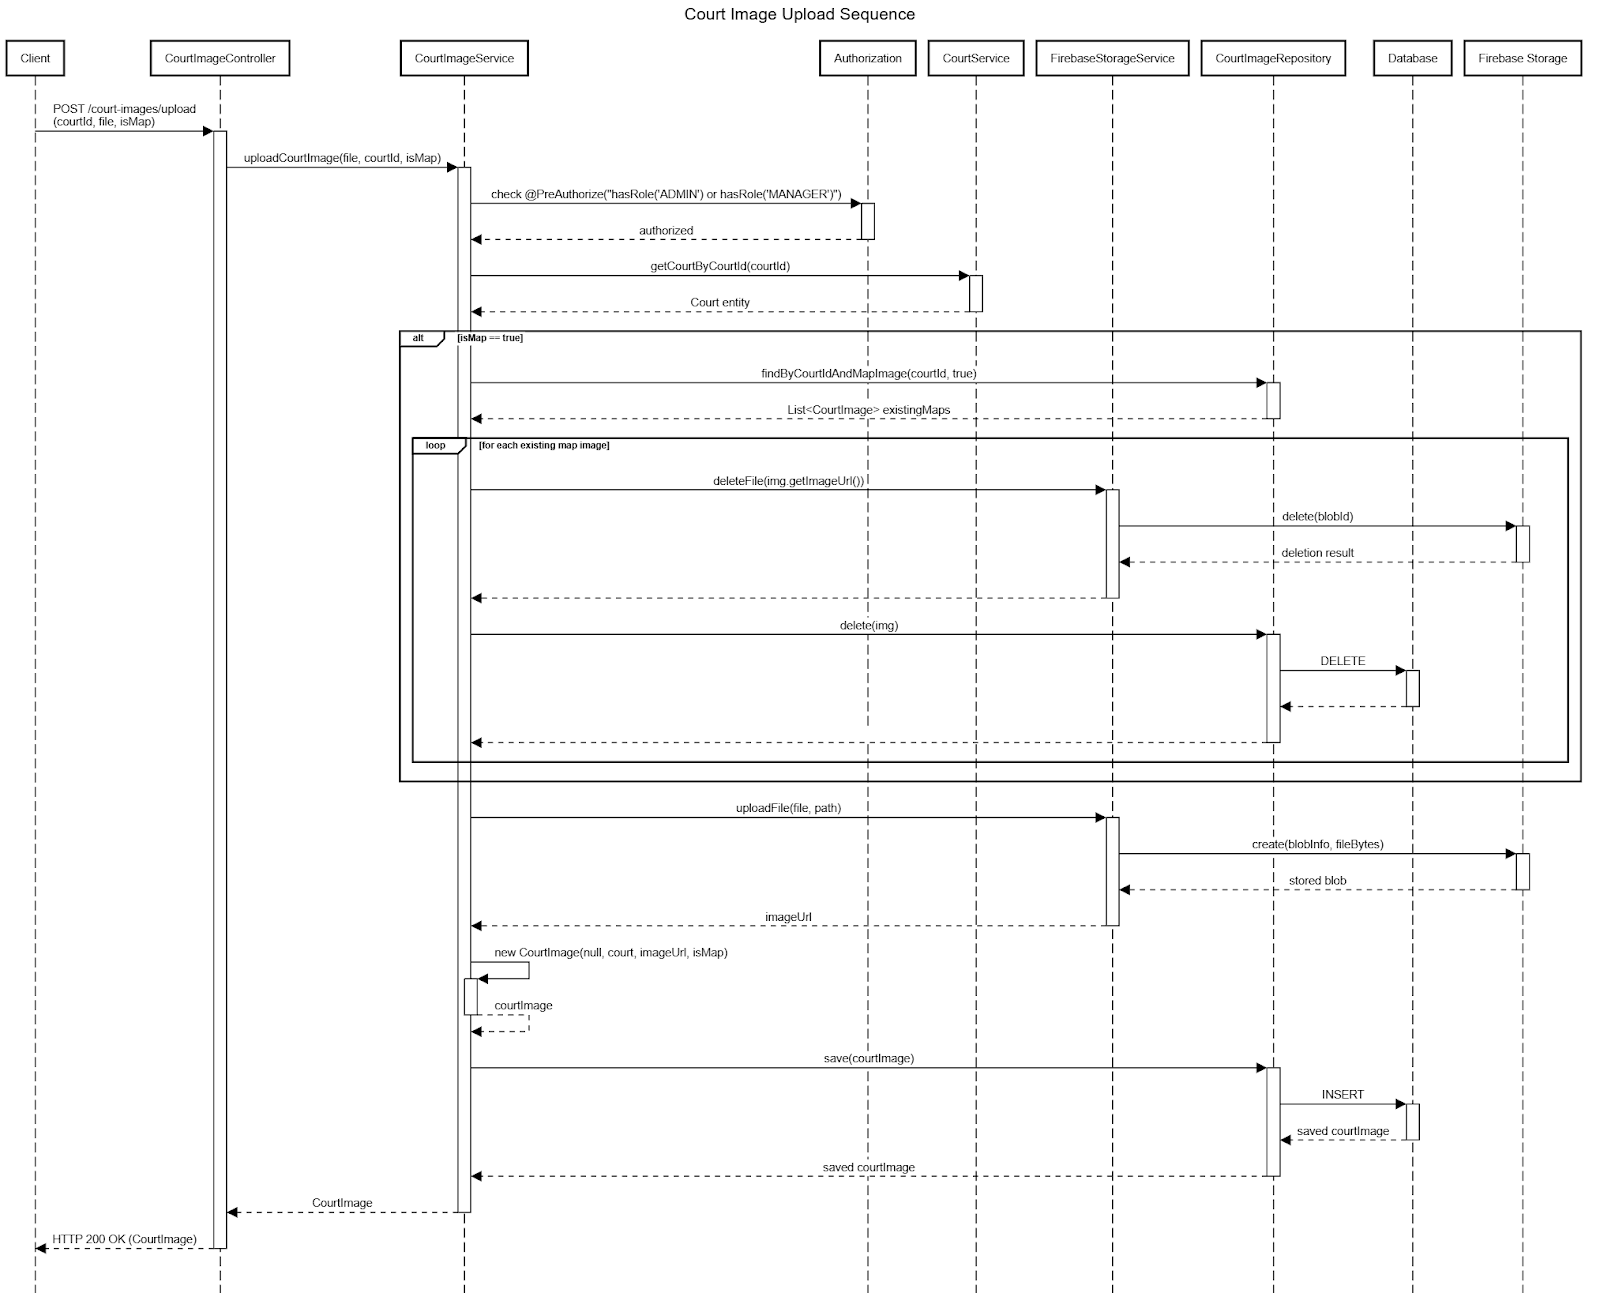 Court Image Upload Sequence
Client
CourtImageController
CourtImageService
Authorization
CourtService
FirebaseStorageService
CourtImageRepository
Database
Firebase Storage
POST /court-images/upload
(courtId, file, isMap)
uploadCourtImage(file, courtId, isMap)
check @PreAuthorize("hasRole('ADMIN') or hasRole('MANAGER')")
authorized
getCourtByCourtId(courtId)
Court entity
alt
[isMap == true]
findByCourtIdAndMapImage(courtId, true)
List<CourtImage> existingMaps
loop
[for each existing map image]
deleteFile(img.getImageUrl())
delete(blobId)
deletion result
delete(img)
DELETE
uploadFile(file, path)
create(blobInfo, fileBytes)
stored blob
imageUrl
new CourtImage(null, court, imageUrl, isMap)
courtImage
save(courtImage)
INSERT
saved courtImage
saved courtImage
CourtImage
HTTP 200 OK (CourtImage)